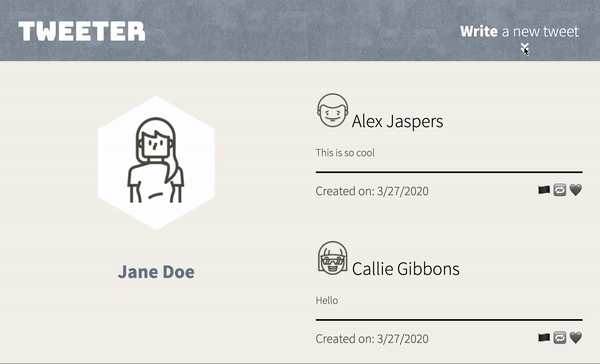 TWEETER
Write a new tweet
Jane Doe
Alex Jaspers
This is so cool
Created on: 3/27/2020
Callie Gibbons
Hello
Created on: 3/27/2020